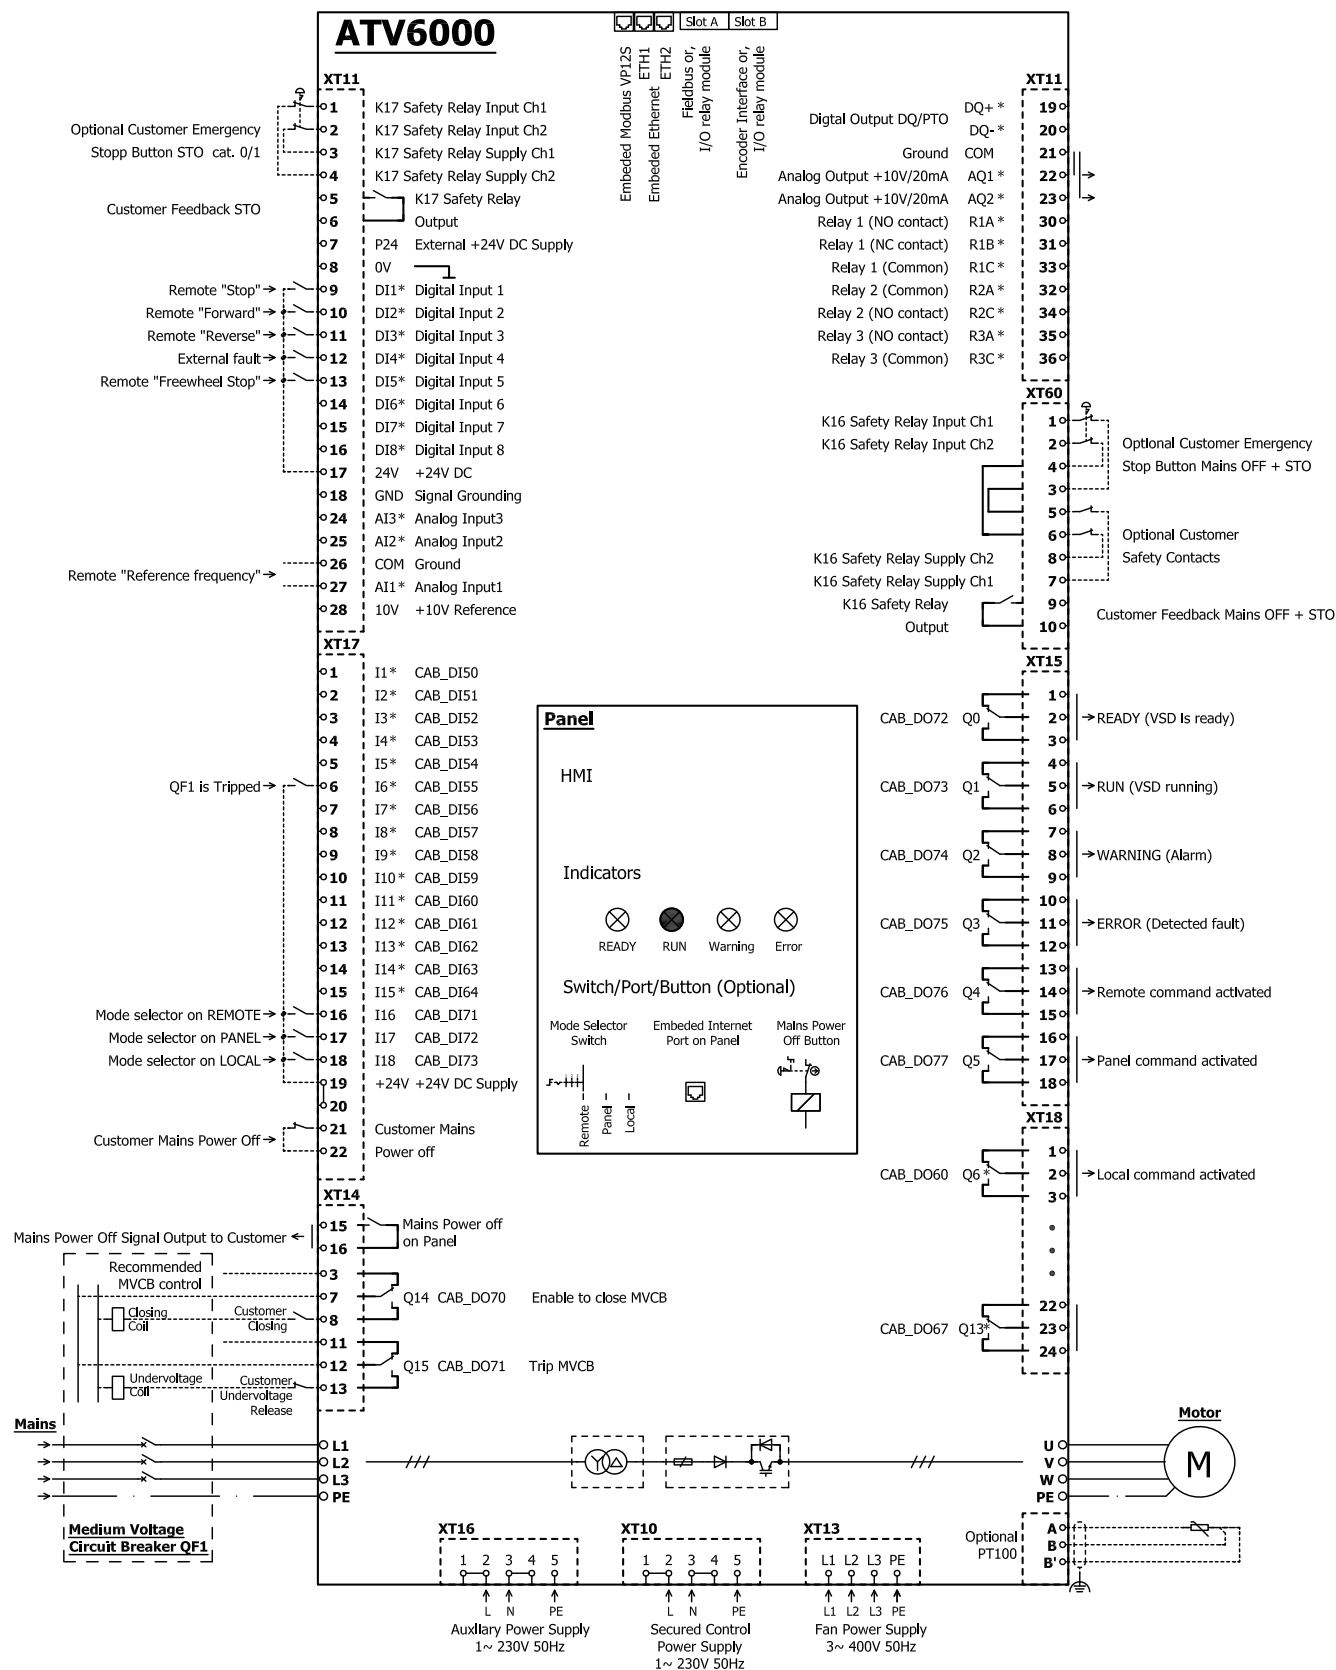 ATV6000
Slot A
Slot B
Embeded Modbus VP12S
ETH1
Embeded Ethernet
ETH2
Fieldbus or,
I/O relay module
Encoder Interface or,
I/O relay module
XT11
1 K17 Safety Relay Input Ch1
Optional Customer Emergency
2 K17 Safety Relay Input Ch2
Stopp Button STO cat. 0/1
3 K17 Safety Relay Supply Ch1
4 K17 Safety Relay Supply Ch2
5 K17 Safety Relay
Customer Feedback STO
6 Output
7 P24 External +24V DC Supply
8 0V
Remote "Stop" 9 DI1* Digital Input 1
Remote "Forward" 10 DI2* Digital Input 2
Remote "Reverse" 11 DI3* Digital Input 3
External fault 12 DI4* Digital Input 4
Remote "Freewheel Stop" 13 DI5* Digital Input 5
14 DI6* Digital Input 6
15 DI7* Digital Input 7
16 DI8* Digital Input 8
17 24V +24V DC
18 GND Signal Grounding
24 AI3* Analog Input3
25 AI2* Analog Input2
26 COM Ground
Remote "Reference frequency"
27 AI1* Analog Input1
28 10V +10V Reference
XT17
1 I1* CAB_DI50
2 I2* CAB_DI51
3 I3* CAB_DI52
4 I4* CAB_DI53
5 I5* CAB_DI54
QF1 is Tripped 6 I6* CAB_DI55
7 I7* CAB_DI56
8 I8* CAB_DI57
9 I9* CAB_DI58
10 I10* CAB_DI59
11 I11* CAB_DI60
12 I12* CAB_DI61
13 I13* CAB_DI62
14 I14* CAB_DI63
15 I15* CAB_DI64
Mode selector on REMOTE 16 I16 CAB_DI71
Mode selector on PANEL 17 I17 CAB_DI72
Mode selector on LOCAL 18 I18 CAB_DI73
19 +24V +24V DC Supply
20
21 Customer Mains
Customer Mains Power Off
22 Power off
XT14
15 Mains Power off
Mains Power Off Signal Output to Customer
16 on Panel
Recommended
MVCB control
3
7 Q14 CAB_DO70 Enable to close MVCB
Closing
Coil
Customer
Closing
8
11
12 Q15 CAB_DO71 Trip MVCB
Undervoltage
Coil
Customer
Undervoltage
Release
13
Mains
L1
L2
L3
PE
Medium Voltage
Circuit Breaker QF1
Panel
HMI
Indicators
READY RUN Warning Error
Switch/Port/Button (Optional)
Mode Selector
Switch
Embeded Internet
Port on Panel
Mains Power
Off Button
Remote
Panel
Local
XT11
DQ+ * 19
Digtal Output DQ/PTO
DQ- * 20
Ground COM 21
Analog Output +10V/20mA AQ1 * 22
Analog Output +10V/20mA AQ2 * 23
Relay 1 (NO contact) R1A * 30
Relay 1 (NC contact) R1B * 31
Relay 1 (Common) R1C * 33
Relay 2 (Common) R2A * 32
Relay 2 (NO contact) R2C * 34
Relay 3 (NO contact) R3A * 35
Relay 3 (Common) R3C * 36
XT60
K16 Safety Relay Input Ch1 1
K16 Safety Relay Input Ch2 2 Optional Customer Emergency
4 Stop Button Mains OFF + STO
3
5
6 Optional Customer
K16 Safety Relay Supply Ch2 8 Safety Contacts
K16 Safety Relay Supply Ch1 7
K16 Safety Relay 9
Customer Feedback Mains OFF + STO
Output 10
XT15
1
CAB_DO72 Q0 2 READY (VSD Is ready)
3
4
CAB_DO73 Q1 5 RUN (VSD running)
6
7
CAB_DO74 Q2 8 WARNING (Alarm)
9
10
CAB_DO75 Q3 11 ERROR (Detected fault)
12
13
CAB_DO76 Q4 14 Remote command activated
15
16
CAB_DO77 Q5 17 Panel command activated
18
XT18
1
CAB_DO60 Q6* 2 Local command activated
3
22
CAB_DO67 Q13* 23
24
Motor
M
U
V
W
PE
Optional
PT100
A
B
B'
XT16
1 2 3 4 5
L N PE
Auxilary Power Supply
1~ 230V 50Hz
XT10
1 2 3 4 5
L N PE
Secured Control
Power Supply
1~ 230V 50Hz
XT13
L1 L2 L3 PE
L1 L2 L3 PE
Fan Power Supply
3~ 400V 50Hz